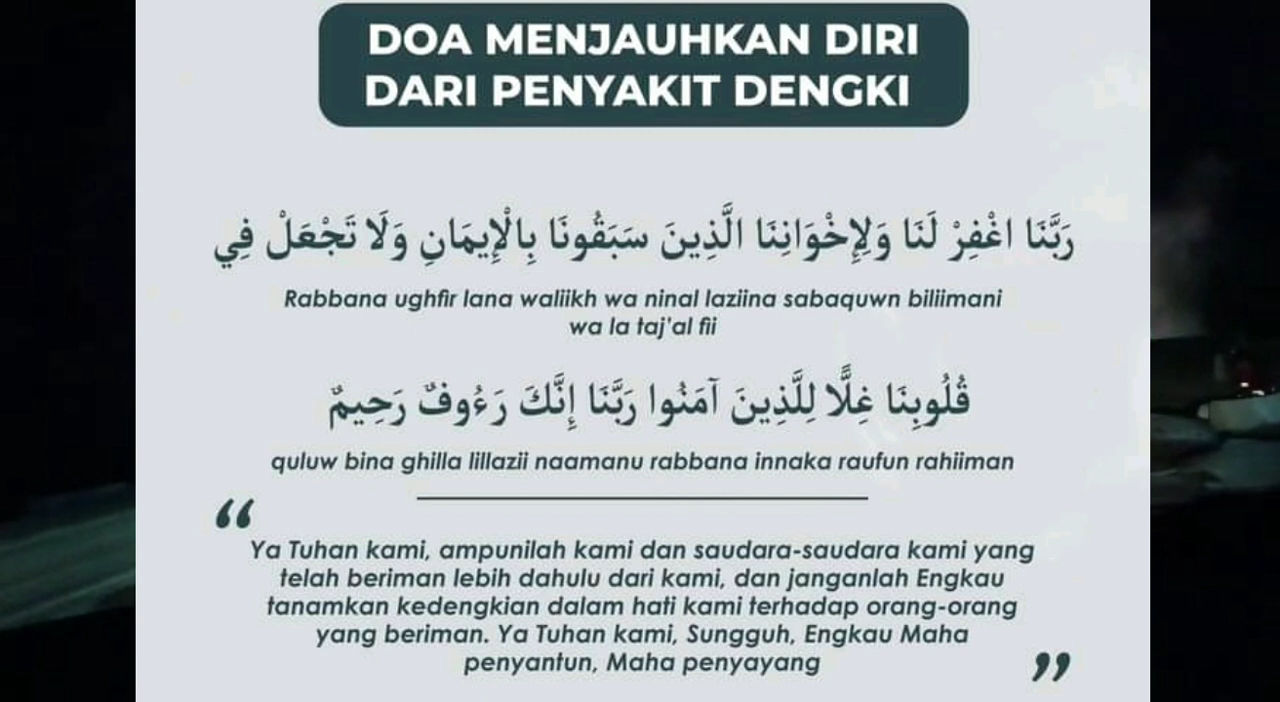 DOA MENJAUHKAN DIRI
DARI PENYAKIT DENGKI
رَبَّنَا اغْفِرْ لَنَا وَلِإِخْوَانِنَا الَّذِينَ سَبَقُونَا بِالْإِيمَانِ وَلَا تَجْعَلْ فِي
Rabbana ughfir lana waliikh wa ninal laziina sabaquwn biliimani
wa la taj'al fii
قُلُوبِنَا غِلًّا لِلَّذِينَ آمَنُوا رَبَّنَا إِنَّكَ رَءُوفٌ رَحِيمٌ
quluw bina ghilla lillazii naamanu rabbana innaka raufun rahiiman
“
Ya Tuhan kami, ampunilah kami dan saudara-saudara kami yang
telah beriman lebih dahulu dari kami, dan janganlah Engkau
tanamkan kedengkian dalam hati kami terhadap orang-orang
yang beriman. Ya Tuhan kami, Sungguh, Engkau Maha
penyantun, Maha penyayang
”